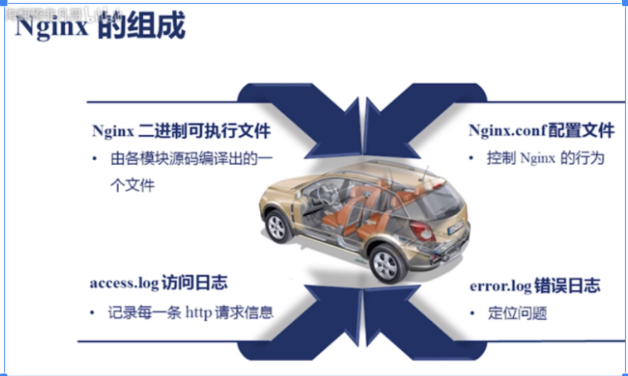 Nginx 的组成
Nginx 二进制可执行文件
• 由各模块源码编译出的一
个文件
Nginx.conf配置文件
• 控制 Nginx 的行为
access.log 访问日志
• 记录每一条 http 请求信息
error.log 错误日志
• 定位问题